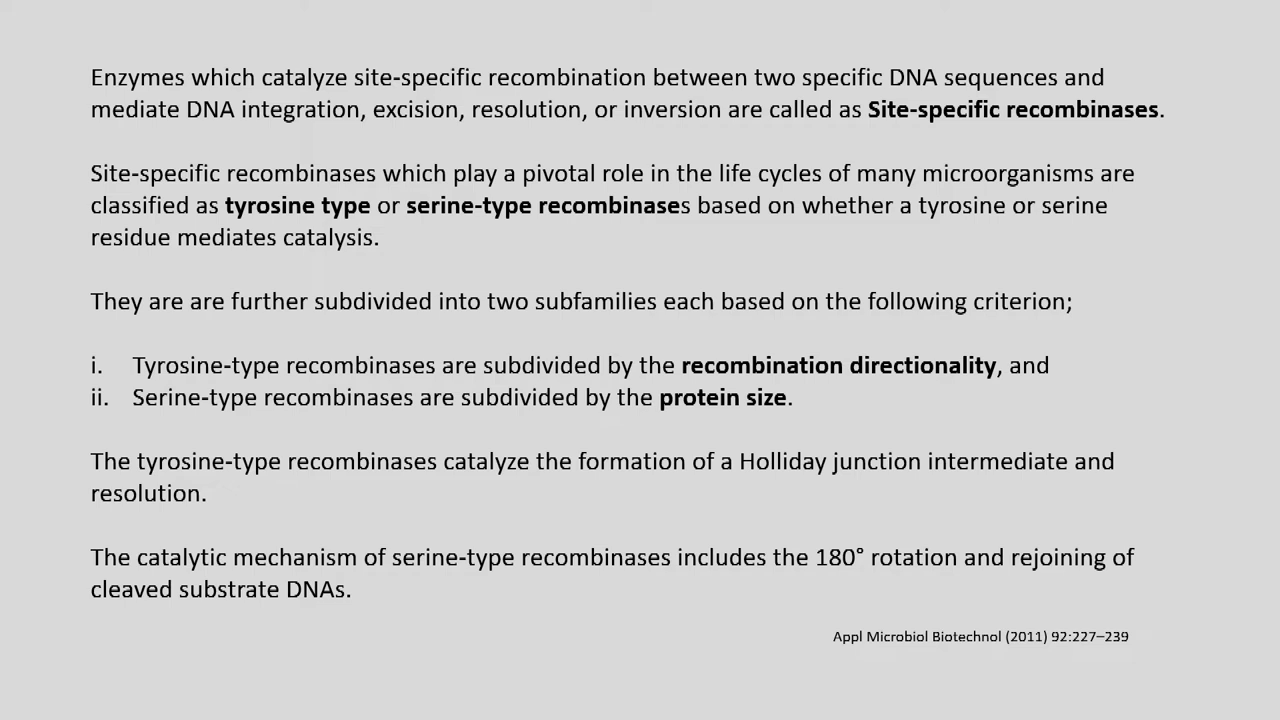 Enzymes which catalyze site-specific recombination between two specific DNA sequences and
mediate DNA integration, excision, resolution, or inversion are called as Site-specific recombinases.
Site-specific recombinases which play a pivotal role in the life cycles of many microorganisms are
classified as tyrosine type or serine-type recombinases based on whether a tyrosine or serine
residue mediates catalysis.
They are are further subdivided into two subfamilies each based on the following criterion;
i. Tyrosine-type recombinases are subdivided by the recombination directionality, and
ii. Serine-type recombinases are subdivided by the protein size.
The tyrosine-type recombinases catalyze the formation of a Holliday junction intermediate and
resolution.
The catalytic mechanism of serine-type recombinases includes the 180° rotation and rejoining of
cleaved substrate DNAs.
Appl Microbiol Biotechnol (2011) 92:227–239